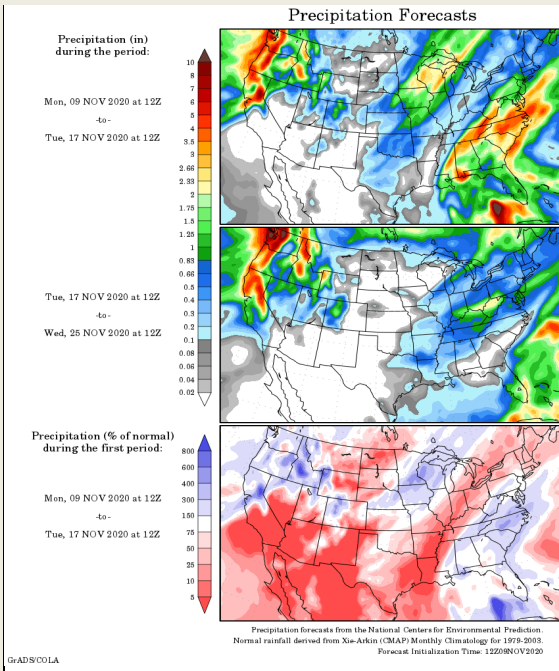 Precipitation Forecasts
Precipitation (in)
during the period:
Mon, 09 NOV 2020 at 12Z
-to-
Tue, 17 NOV 2020 at 12Z
10
8
7
6
5
4
3.5
3
2.66
2.33
2
1.75
1.5
1.25
1
0.83
0.66
0.5
0.4
0.3
0.2
0.1
0.08
0.06
0.04
0.02
Tue, 17 NOV 2020 at 12Z
-to-
Wed, 25 NOV 2020 at 12Z
Precipitation (% of normal)
during the first period:
Mon, 09 NOV 2020 at 12Z
-to-
Tue, 17 NOV 2020 at 12Z
800
600
400
300
150
75
50
25
10
5
Precipitation forecasts from the National Centers for Environmental Prediction.
Normal rainfall derived from Xie-Arkin (CMAP) Monthly Climatology for 1979-2003.
Forecast Initialization Time: 12Z09NOV2020
GrADS/COLA